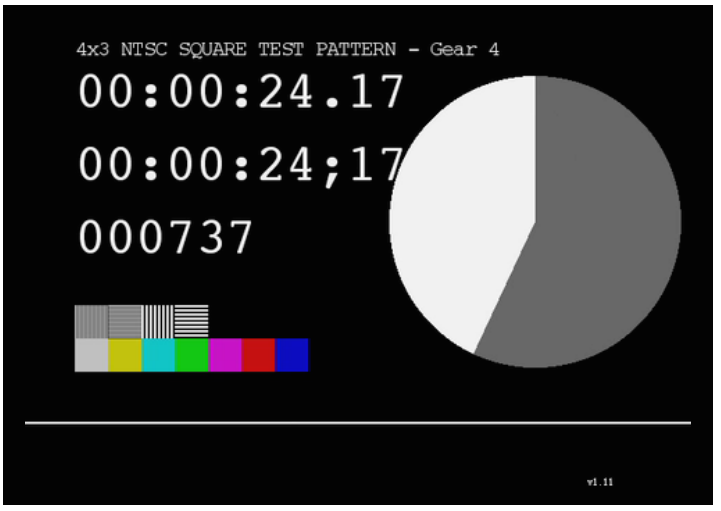 4x3 NTSC SQUARE TEST PATTERN - Gear 4
00:00:24.17
00:00:24;17
000737
v1.11